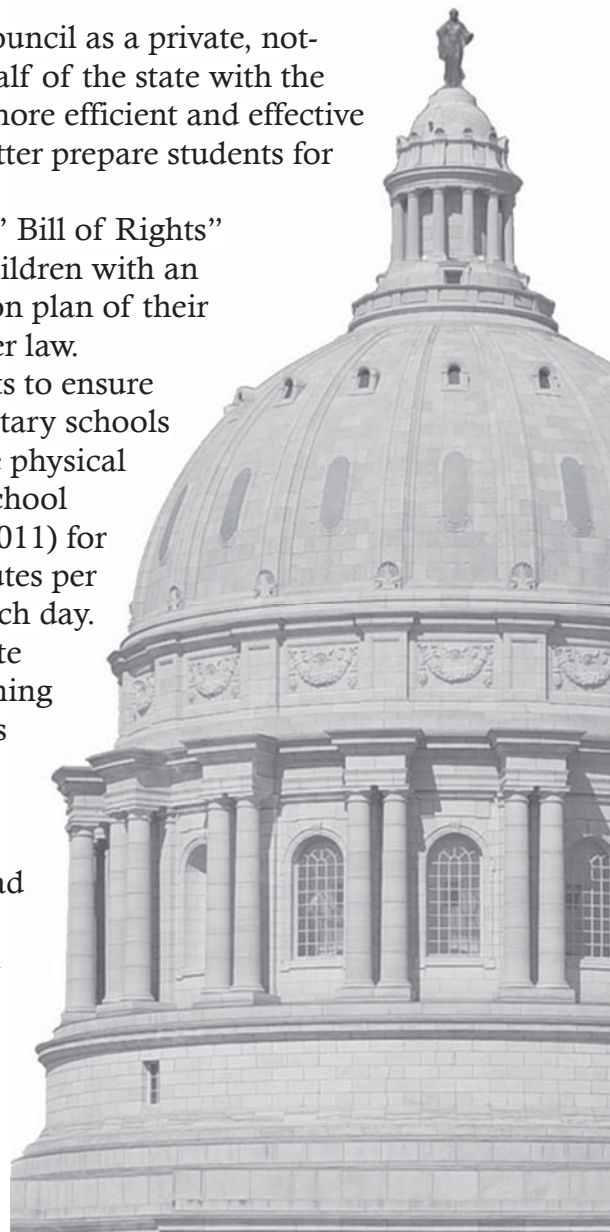 ouncil as a private, not-
alf of the state with the
more efficient and effective
tter prepare students for
’ Bill of Rights”
ildren with an
on plan of their
er law.
ts to ensure
tary schools
e physical
chool
011) for
utes per
ch day.
te
ning
s
ad